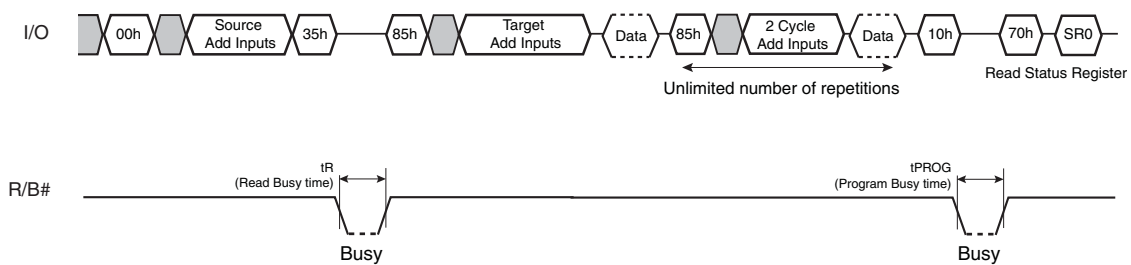 I/O
00h
Source
Add Inputs
35h
85h
Target
Add Inputs
Data
85h
2 Cycle
Add Inputs
Data
10h
70h
SR0
Unlimited number of repetitions
Read Status Register
R/B#
tR
(Read Busy time)
Busy
tPROG
(Program Busy time)
Busy